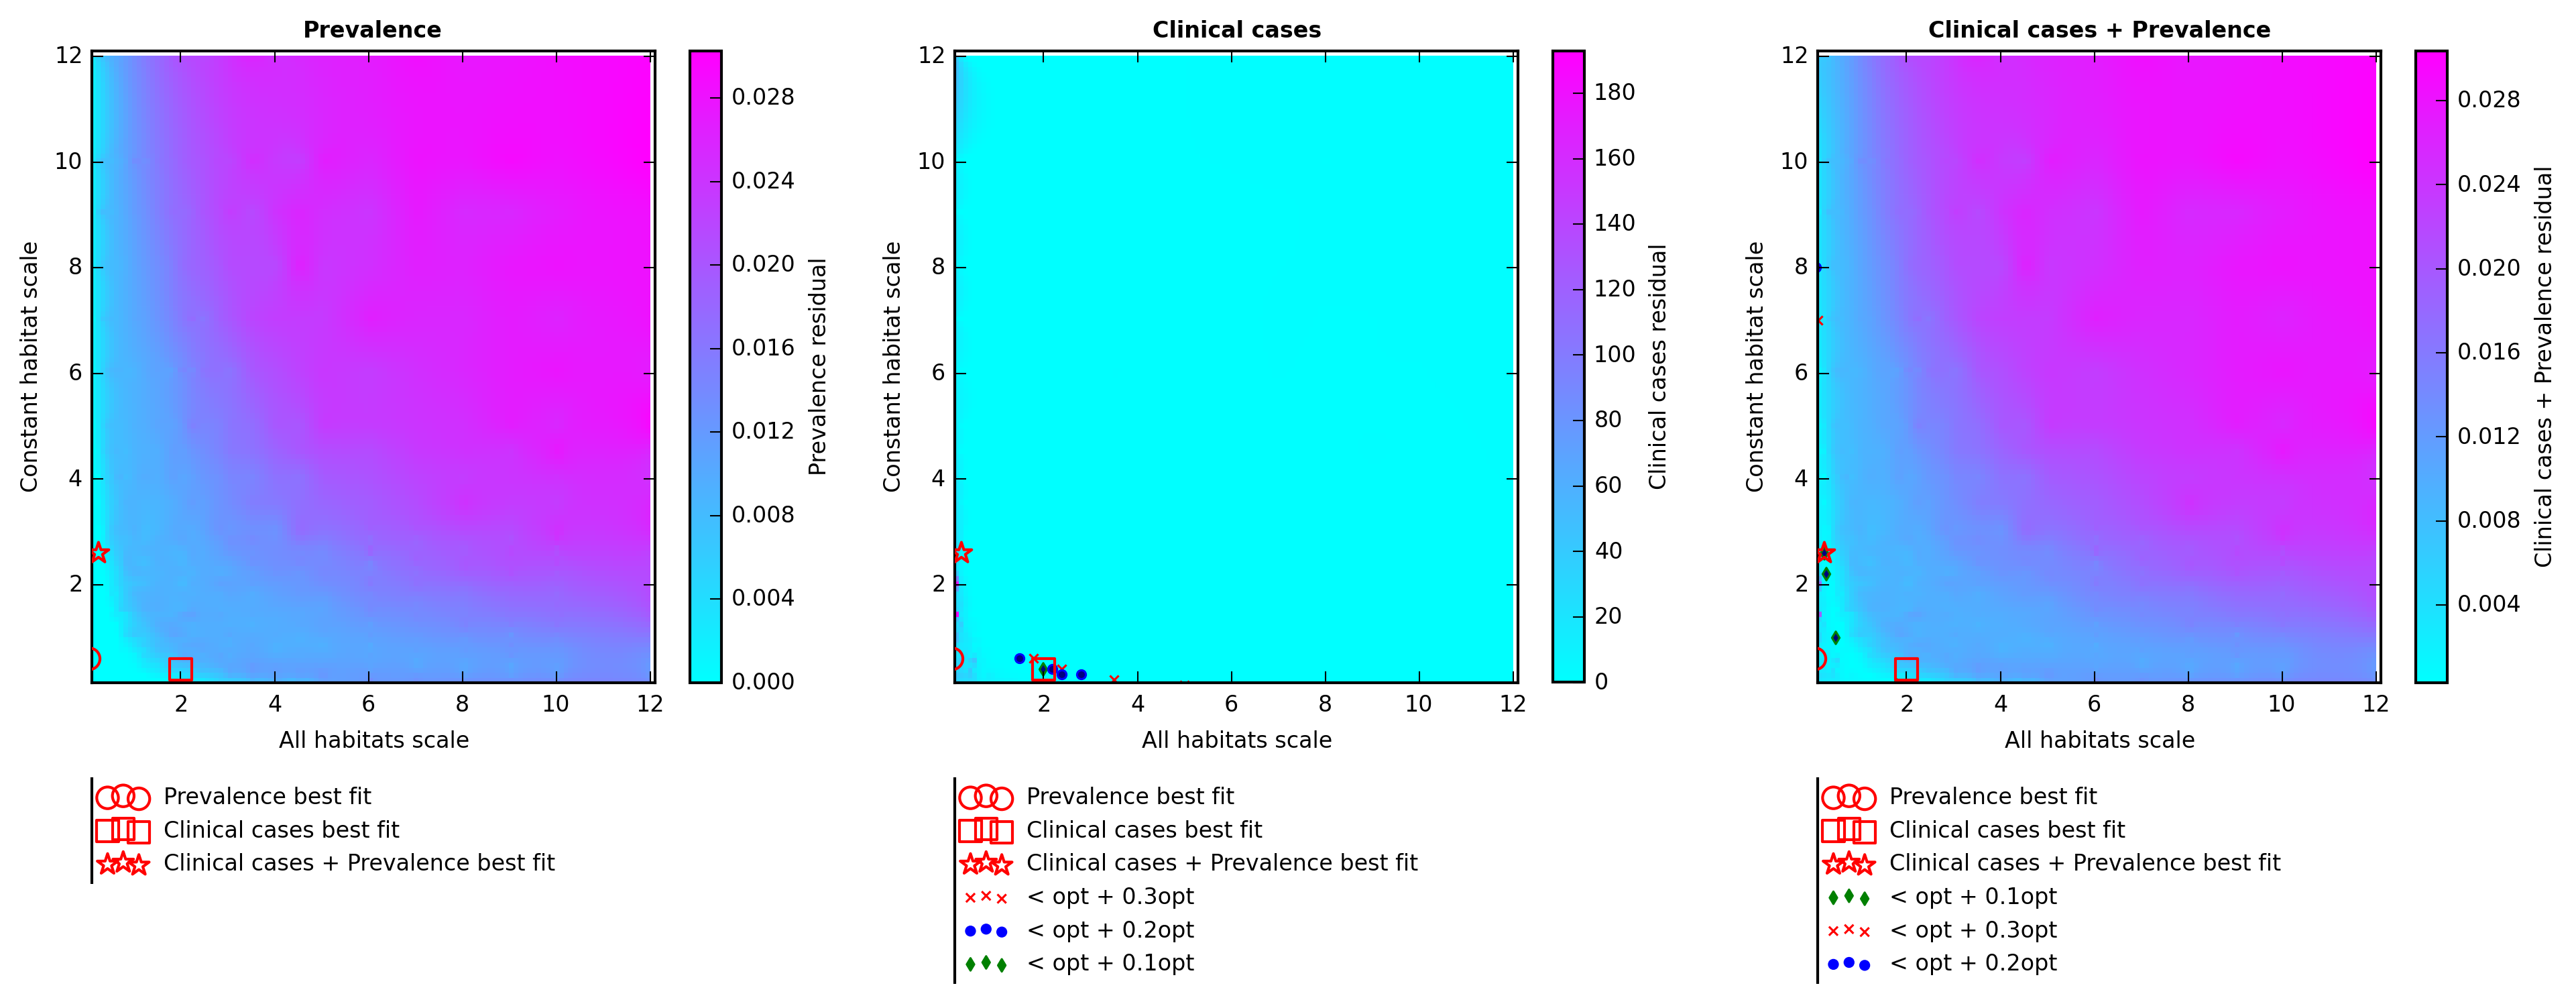 Prevalence
12
10
8
6
4
2
Constant habitat scale
2 4 6 8 10 12
All habitats scale
0.028
0.024
0.020
0.016
0.012
0.008
0.004
0.000
Prevalence residual
Prevalence best fit
Clinical cases best fit
Clinical cases + Prevalence best fit
Clinical cases
12
10
8
6
4
2
Constant habitat scale
2 4 6 8 10 12
All habitats scale
180
160
140
120
100
80
60
40
20
0
Clinical cases residual
Prevalence best fit
Clinical cases best fit
Clinical cases + Prevalence best fit
< opt + 0.3opt
< opt + 0.2opt
< opt + 0.1opt
Clinical cases + Prevalence
12
10
8
6
4
2
Constant habitat scale
2 4 6 8 10 12
All habitats scale
0.028
0.024
0.020
0.016
0.012
0.008
0.004
Clinical cases + Prevalence residual
Prevalence best fit
Clinical cases best fit
Clinical cases + Prevalence best fit
< opt + 0.1opt
< opt + 0.3opt
< opt + 0.2opt